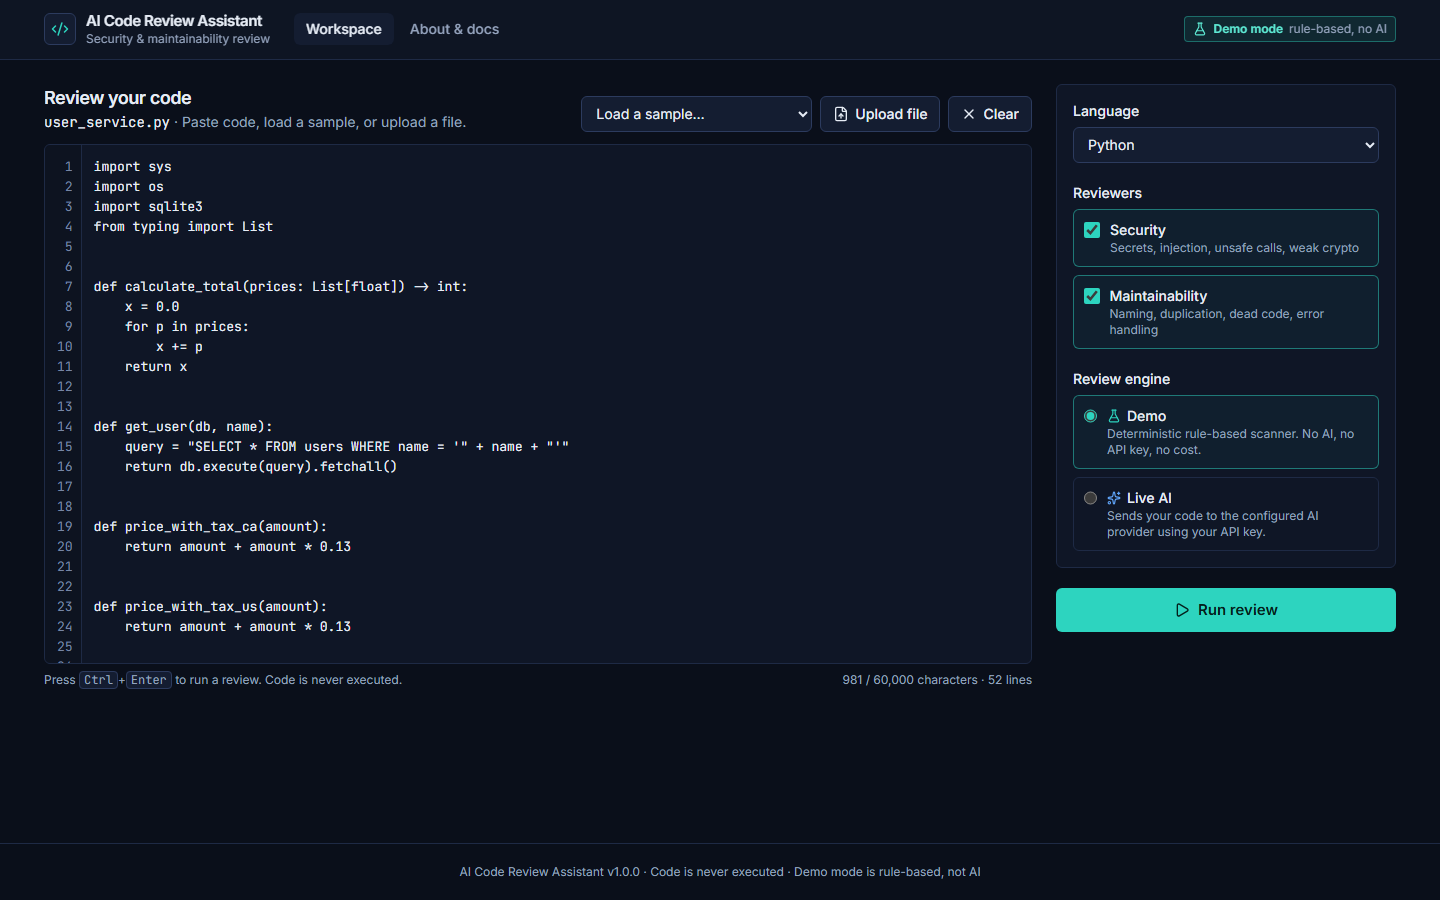 AI Code Review Assistant
Security & maintainability review
Workspace
About & docs
Demo mode rule-based, no AI
Review your code
user_service.py · Paste code, load a sample, or upload a file.
Load a sample...
Upload file
Clear
1 import sys
2 import os
3 import sqlite3
4 from typing import List
5
6
7 def calculate_total(prices: List[float]) -> int:
8     x = 0.0
9     for p in prices:
10         x += p
11     return x
12
13
14 def get_user(db, name):
15     query = "SELECT * FROM users WHERE name = '" + name + "'"
16     return db.execute(query).fetchall()
17
18
19 def price_with_tax_ca(amount):
20     return amount + amount * 0.13
21
22
23 def price_with_tax_us(amount):
24     return amount + amount * 0.13
25
Press Ctrl+Enter to run a review. Code is never executed.
981 / 60,000 characters · 52 lines
Language
Python
Reviewers
Security
Secrets, injection, unsafe calls, weak crypto
Maintainability
Naming, duplication, dead code, error
handling
Review engine
Demo
Deterministic rule-based scanner. No AI, no
API key, no cost.
Live AI
Sends your code to the configured AI
provider using your API key.
Run review
AI Code Review Assistant v1.0.0 · Code is never executed · Demo mode is rule-based, not AI